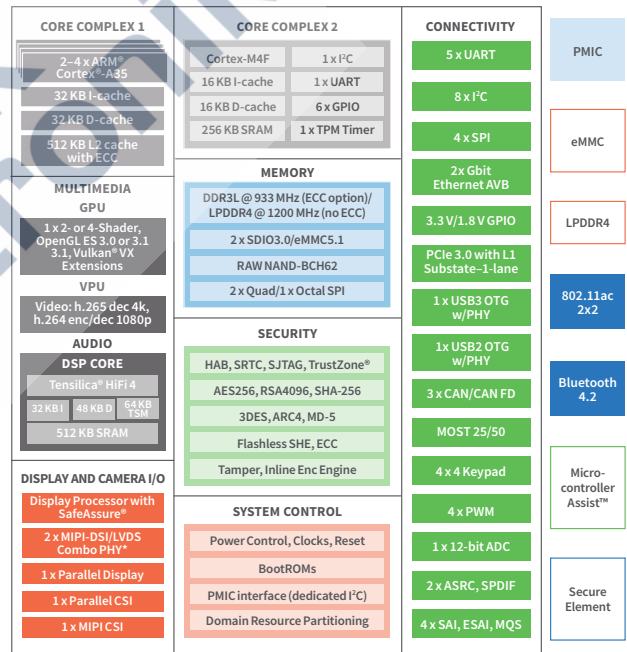 CORE COMPLEX 1
2–4 x ARM®
Cortex®-A35
32 KB I-cache
32 KB D-cache
512 KB L2 cache
with ECC
MULTIMEDIA
GPU
1 x 2- or 4-Shader,
OpenGL ES 3.0 or 3.1
3.1, Vulkan® VX
Extensions
VPU
Video: h.265 dec 4k,
h.264 enc/dec 1080p
AUDIO
DSP CORE
Tensilica® HiFi 4
32 KB I
48 KB D
64 KB
TSM
512 KB SRAM
DISPLAY AND CAMERA I/O
Display Processor with
SafeAssure®
2 x MIPI-DSI/LVDS
Combo PHY*
1 x Parallel Display
1 x Parallel CSI
1 x MIPI CSI
CORE COMPLEX 2
Cortex-M4F
1 x I²C
16 KB I-cache
1 x UART
16 KB D-cache
6 x GPIO
256 KB SRAM
1 x TPM Timer
MEMORY
DDR3L @ 933 MHz (ECC option)/
LPDDR4 @ 1200 MHz (no ECC)
2 x SDIO3.0/eMMC5.1
RAW NAND-BCH62
2 x Quad/1 x Octal SPI
SECURITY
HAB, SRTC, SJTAG, TrustZone®
AES256, RSA4096, SHA-256
3DES, ARC4, MD-5
Flashless SHE, ECC
Tamper, Inline Enc Engine
SYSTEM CONTROL
Power Control, Clocks, Reset
BootROMs
PMIC interface (dedicated I²C)
Domain Resource Partitioning
CONNECTIVITY
5 x UART
8 x I²C
4 x SPI
2x Gbit
Ethernet AVB
3.3 V/1.8 V GPIO
PCIe 3.0 with L1
Substate–1-lane
1 x USB3 OTG
w/PHY
1x USB2 OTG
w/PHY
3 x CAN/CAN FD
MOST 25/50
4 x 4 Keypad
4 x PWM
1 x 12-bit ADC
2 x ASRC, SPDIF
4 x SAI, ESAI, MQS
PMIC
eMMC
LPDDR4
802.11ac
2x2
Bluetooth
4.2
Micro-
controller
Assist™
Secure
Element